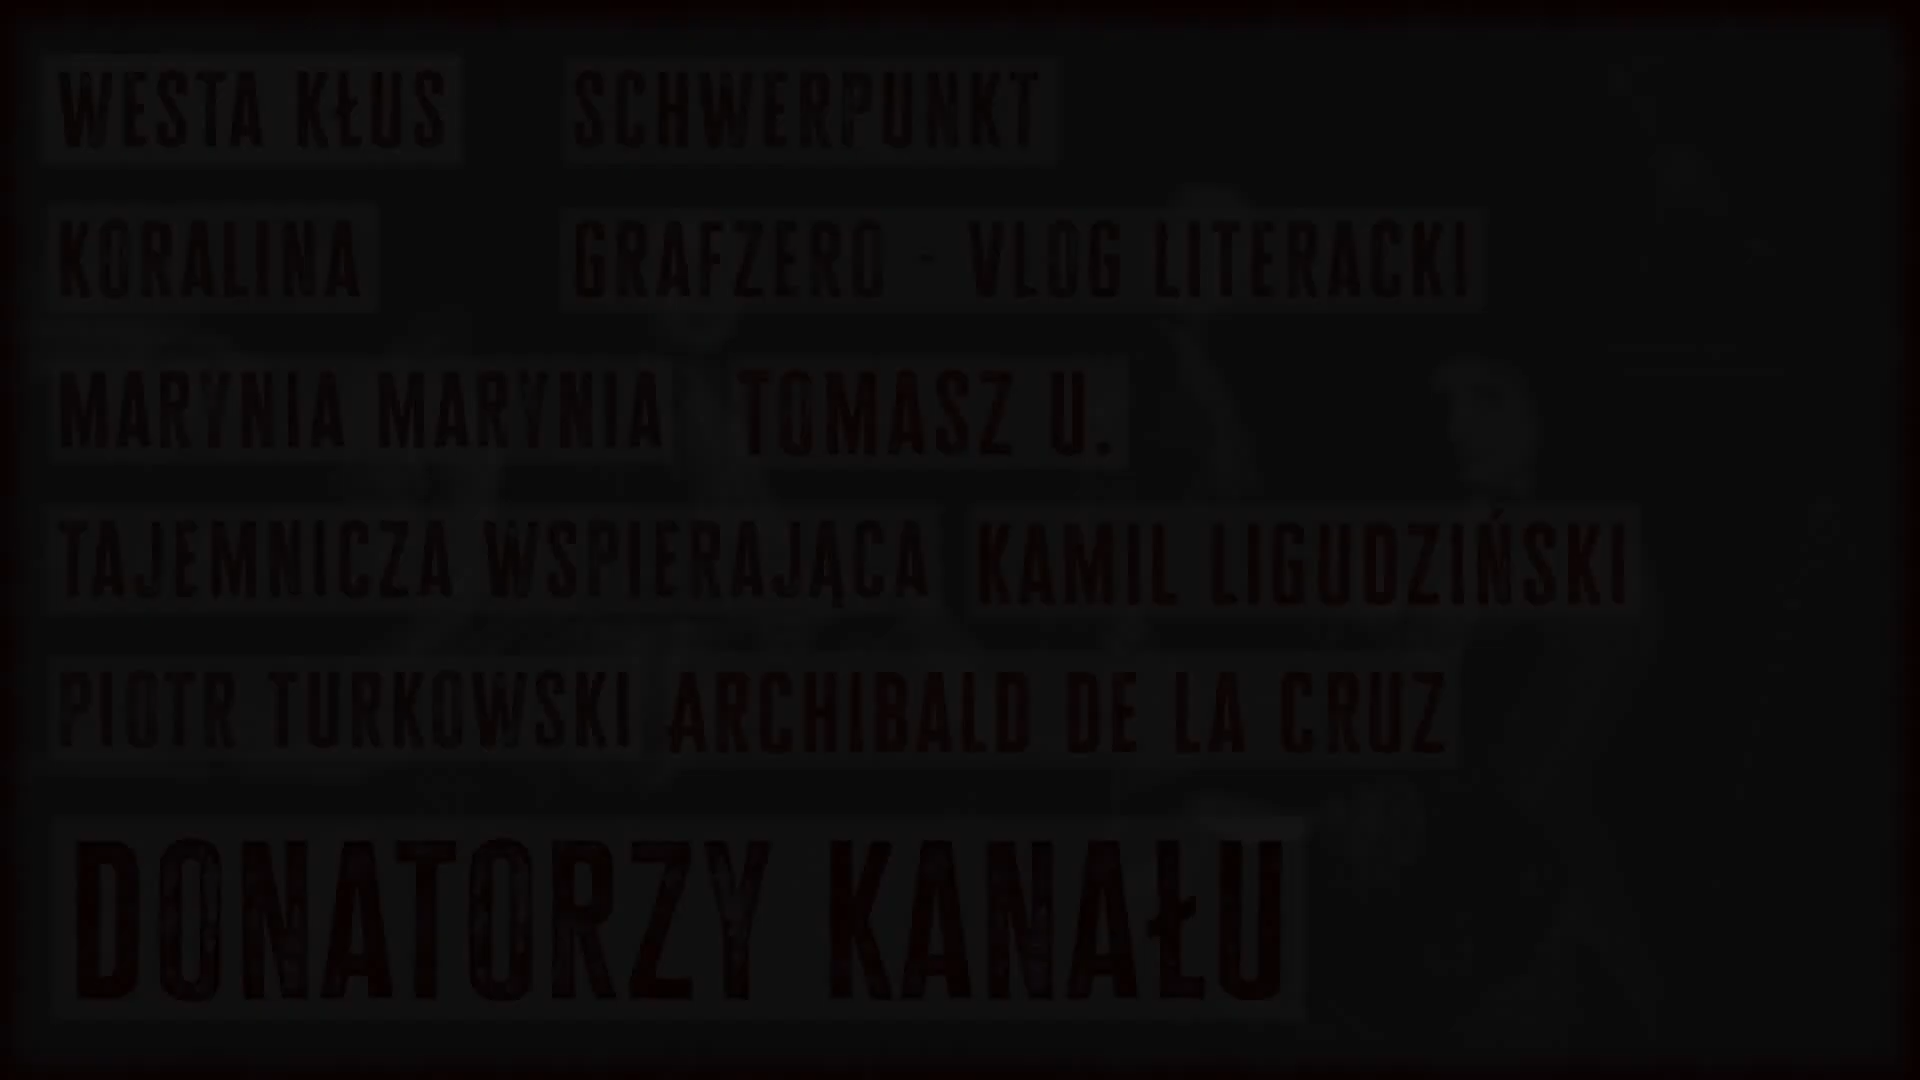 WESTA KŁUS SCHWERPUNKT
KORALINA GRAFZERO - VLOG LITERACKI
MARYNIA MARYNIA TOMASZ U.
TAJEMNICZA WSPIERAJĄCA KAMIL LIGUDZIŃSKI
PIOTR TURKOWSKI ARCHIBALD DE LA CRUZ
DONATORZY KANAŁU